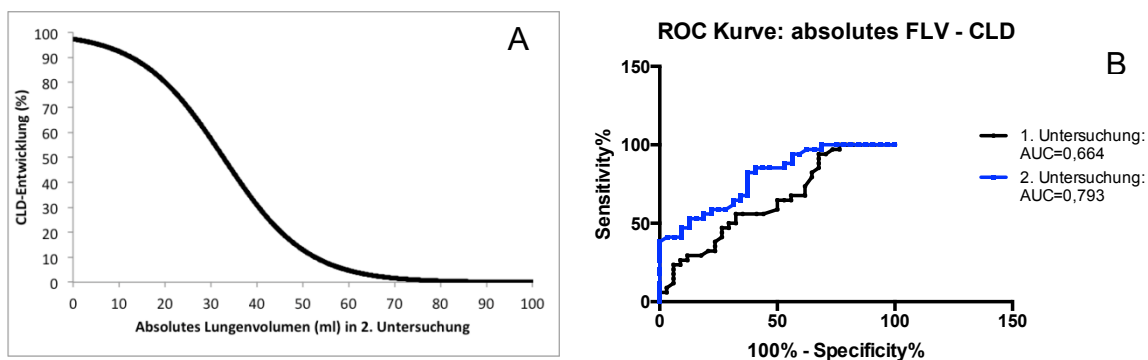 A
CLD-Entwicklung (%)
100
90
80
70
60
50
40
30
20
10
0
0 10 20 30 40 50 60 70 80 90 100
Absolutes Lungenvolumen (ml) in 2. Untersuchung
ROC Kurve: absolutes FLV - CLD
B
Sensitivity%
150
100
50
0
0 50 100 150
100% - Specificity%
1. Untersuchung:
AUC=0,664
2. Untersuchung:
AUC=0,793